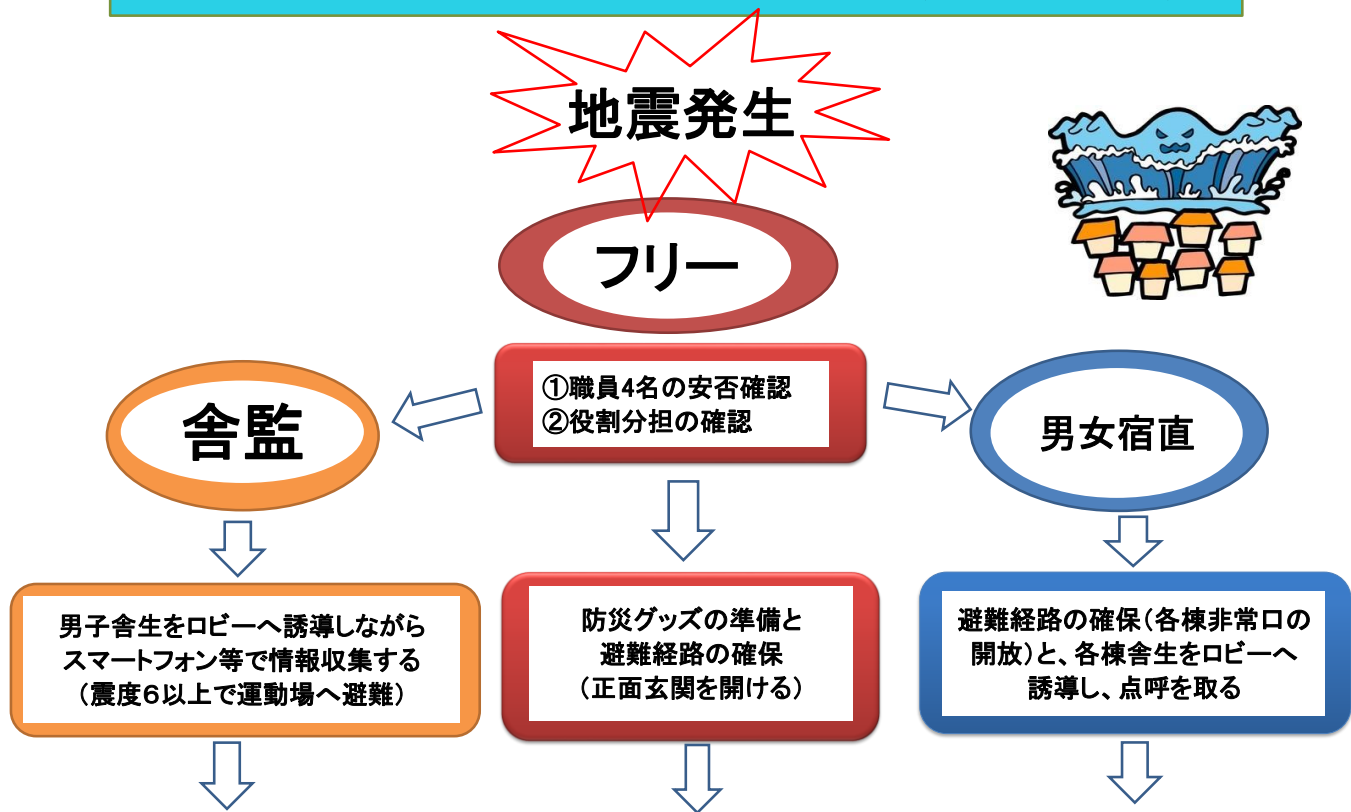 地震発生
フリー
①職員4名の安否確認
②役割分担の確認
舎監
男女宿直
男子舎生をロビーへ誘導しながら
スマートフォン等で情報収集する
（震度６以上で運動場へ避難）
防災グッズの準備と
避難経路の確保
（正面玄関を開ける）
避難経路の確保（各棟非常口の
開放）と、各棟舎生をロビーへ
誘導し、点呼を取る